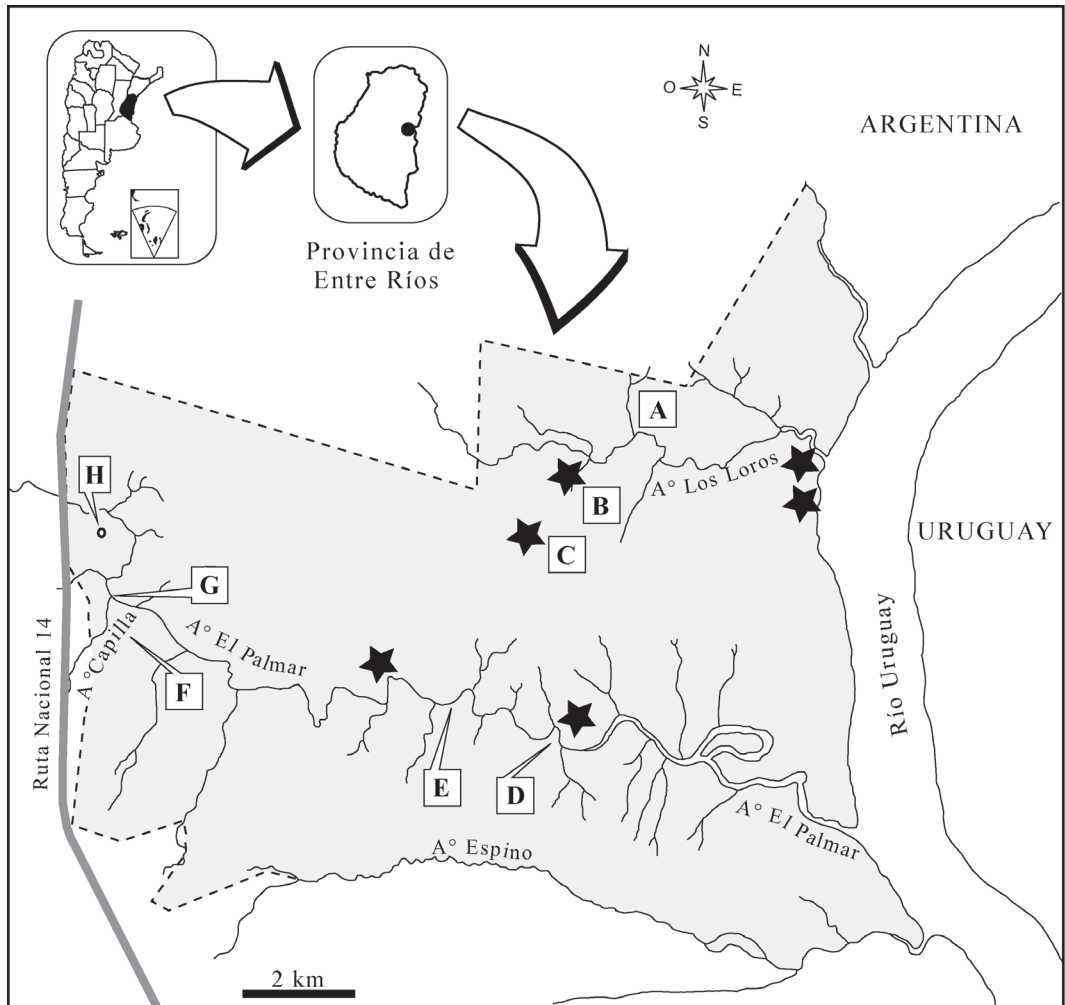 N
O
E
S
ARGENTINA
Provincia de
Entre Ríos
A
A° Los Loros
B
H
C
URUGUAY
G
A° El Palmar
A° Capilla
F
Río Uruguay
Ruta Nacional 14
E
D
A° El Palmar
A° Espino
2 km